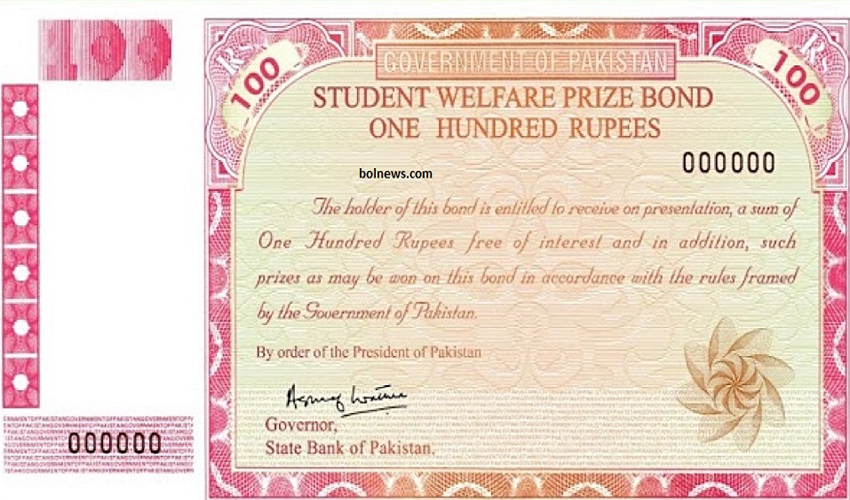 100
Rs
100
GOVERNMENT OF PAKISTAN
Rs
100
STUDENT WELFARE PRIZE BOND
ONE HUNDRED RUPEES
000000
bolnews.com
The holder of this bond is entitled to receive on presentation, a sum of
One Hundred Rupees free of interest and in addition, such
prizes as may be won on this bond in accordance with the rules framed
by the Government of Pakistan.
By order of the President of Pakistan
Governor,
State Bank of Pakistan.
000000